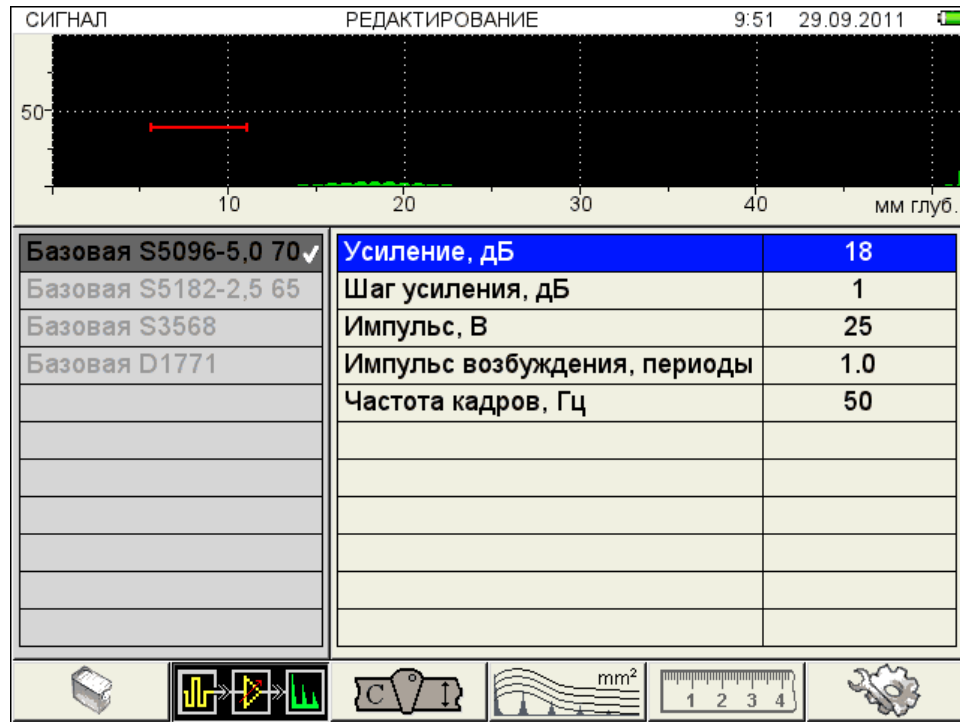 СИГНАЛ РЕДАКТИРОВАНИЕ 9:51 29.09.2011
50
10 20 30 40 мм глуб.
Базовая S5096-5,0 70 Усиление, дБ 18
Базовая S5182-2,5 65 Шаг усиления, дБ 1
Базовая S3568 Импульс, В 25
Базовая D1771 Импульс возбуждения, периоды 1.0
Частота кадров, Гц 50
C mm² 1 2 3 4